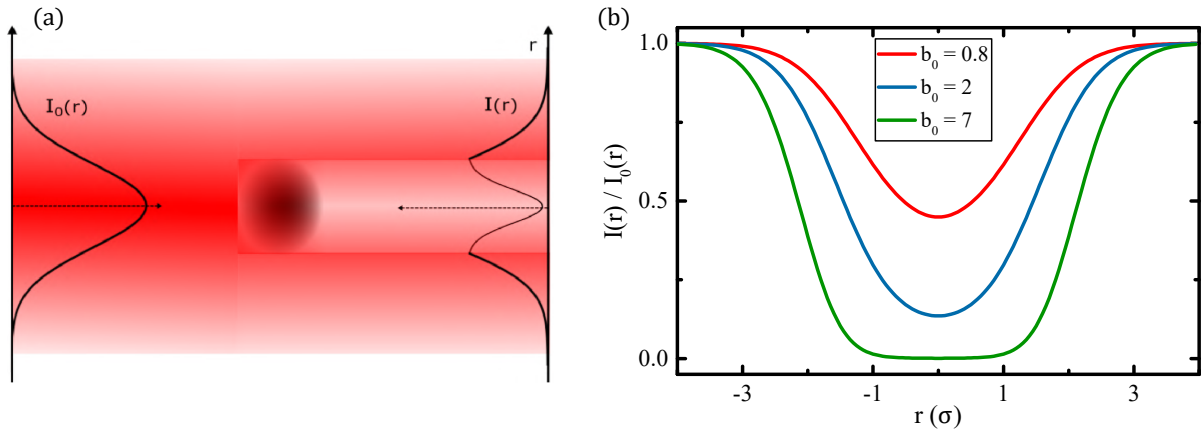 (a)
r
I₀(r)
I(r)
(b)
I(r) / I₀(r)
1.0
0.5
0.0
b₀ = 0.8
b₀ = 2
b₀ = 7
-3
-1
1
3
r (σ)